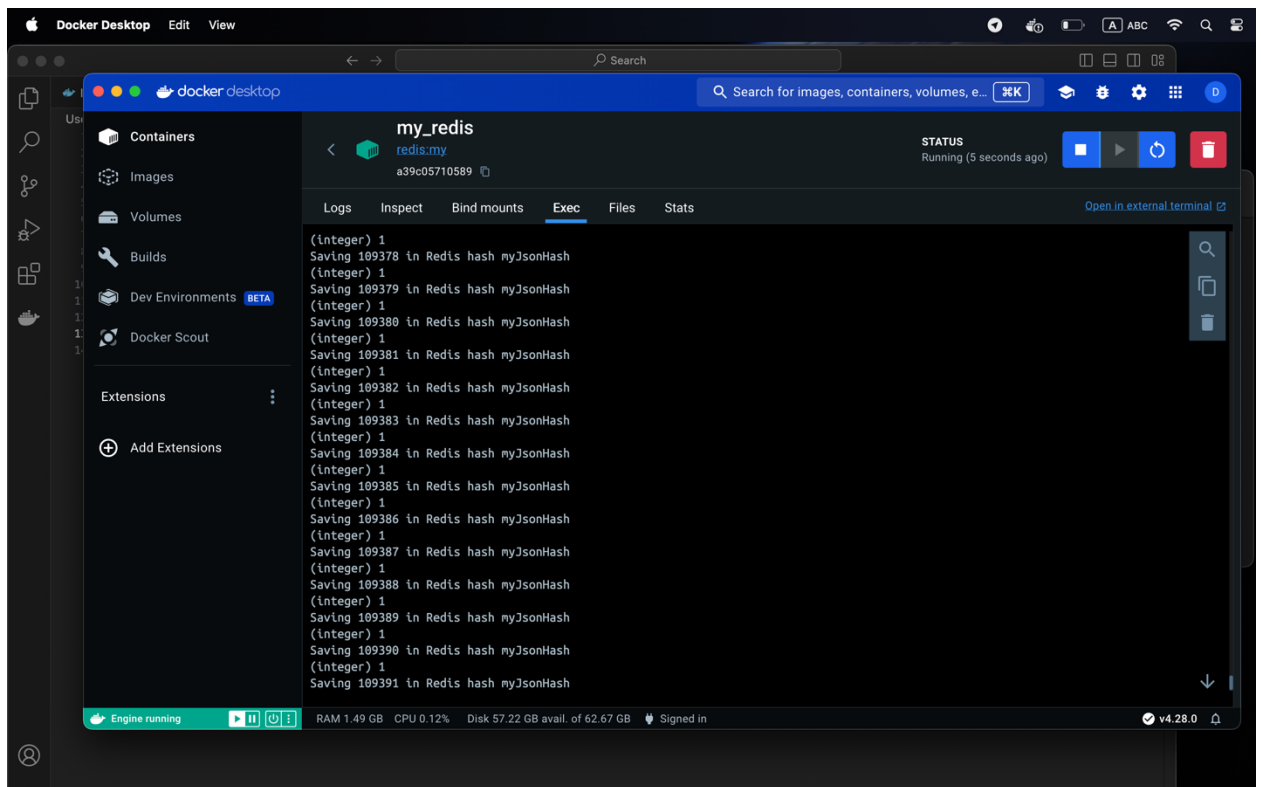 Docker Desktop Edit View
A ABC
Search
docker desktop
Search for images, containers, volumes, e... ⌘K
D
Containers
Images
Volumes
Builds
Dev Environments BETA
Docker Scout
Extensions
Add Extensions
my_redis
redis:my
a39c05710589
STATUS
Running (5 seconds ago)
Logs Inspect Bind mounts Exec Files Stats
Open in external terminal
(integer) 1
Saving 109378 in Redis hash myJsonHash
(integer) 1
Saving 109379 in Redis hash myJsonHash
(integer) 1
Saving 109380 in Redis hash myJsonHash
(integer) 1
Saving 109381 in Redis hash myJsonHash
(integer) 1
Saving 109382 in Redis hash myJsonHash
(integer) 1
Saving 109383 in Redis hash myJsonHash
(integer) 1
Saving 109384 in Redis hash myJsonHash
(integer) 1
Saving 109385 in Redis hash myJsonHash
(integer) 1
Saving 109386 in Redis hash myJsonHash
(integer) 1
Saving 109387 in Redis hash myJsonHash
(integer) 1
Saving 109388 in Redis hash myJsonHash
(integer) 1
Saving 109389 in Redis hash myJsonHash
(integer) 1
Saving 109390 in Redis hash myJsonHash
(integer) 1
Saving 109391 in Redis hash myJsonHash
Engine running
RAM 1.49 GB CPU 0.12% Disk 57.22 GB avail. of 62.67 GB Signed in
v4.28.0